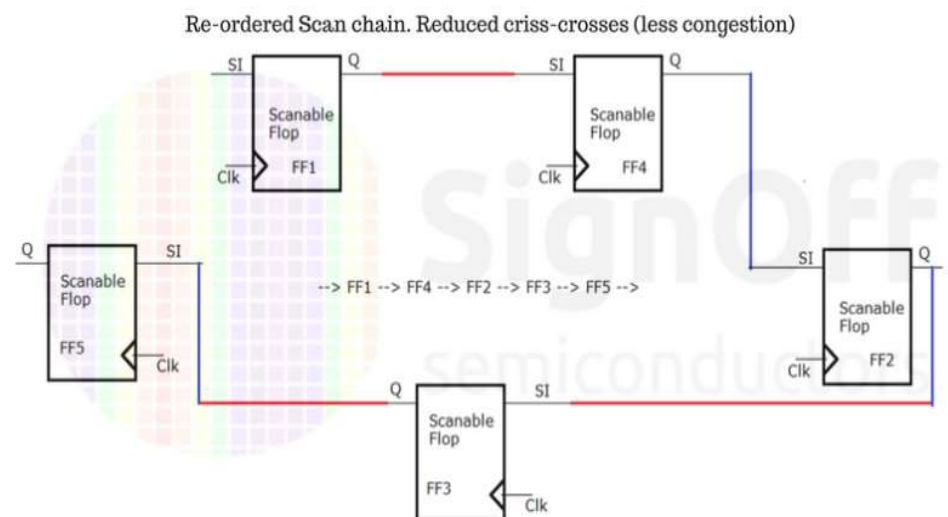 Re-ordered Scan chain. Reduced criss-crosses (less congestion)
SI
Q
Scanable
Flop
FF1
Clk
SI
Q
Scanable
Flop
FF4
Clk
Q
SI
Scanable
Flop
FF5
Clk
--> FF1 --> FF4 --> FF2 --> FF3 --> FF5 -->
SI
Q
Scanable
Flop
FF2
Clk
Q
SI
Scanable
Flop
FF3
Clk
SignOff
semiconductors